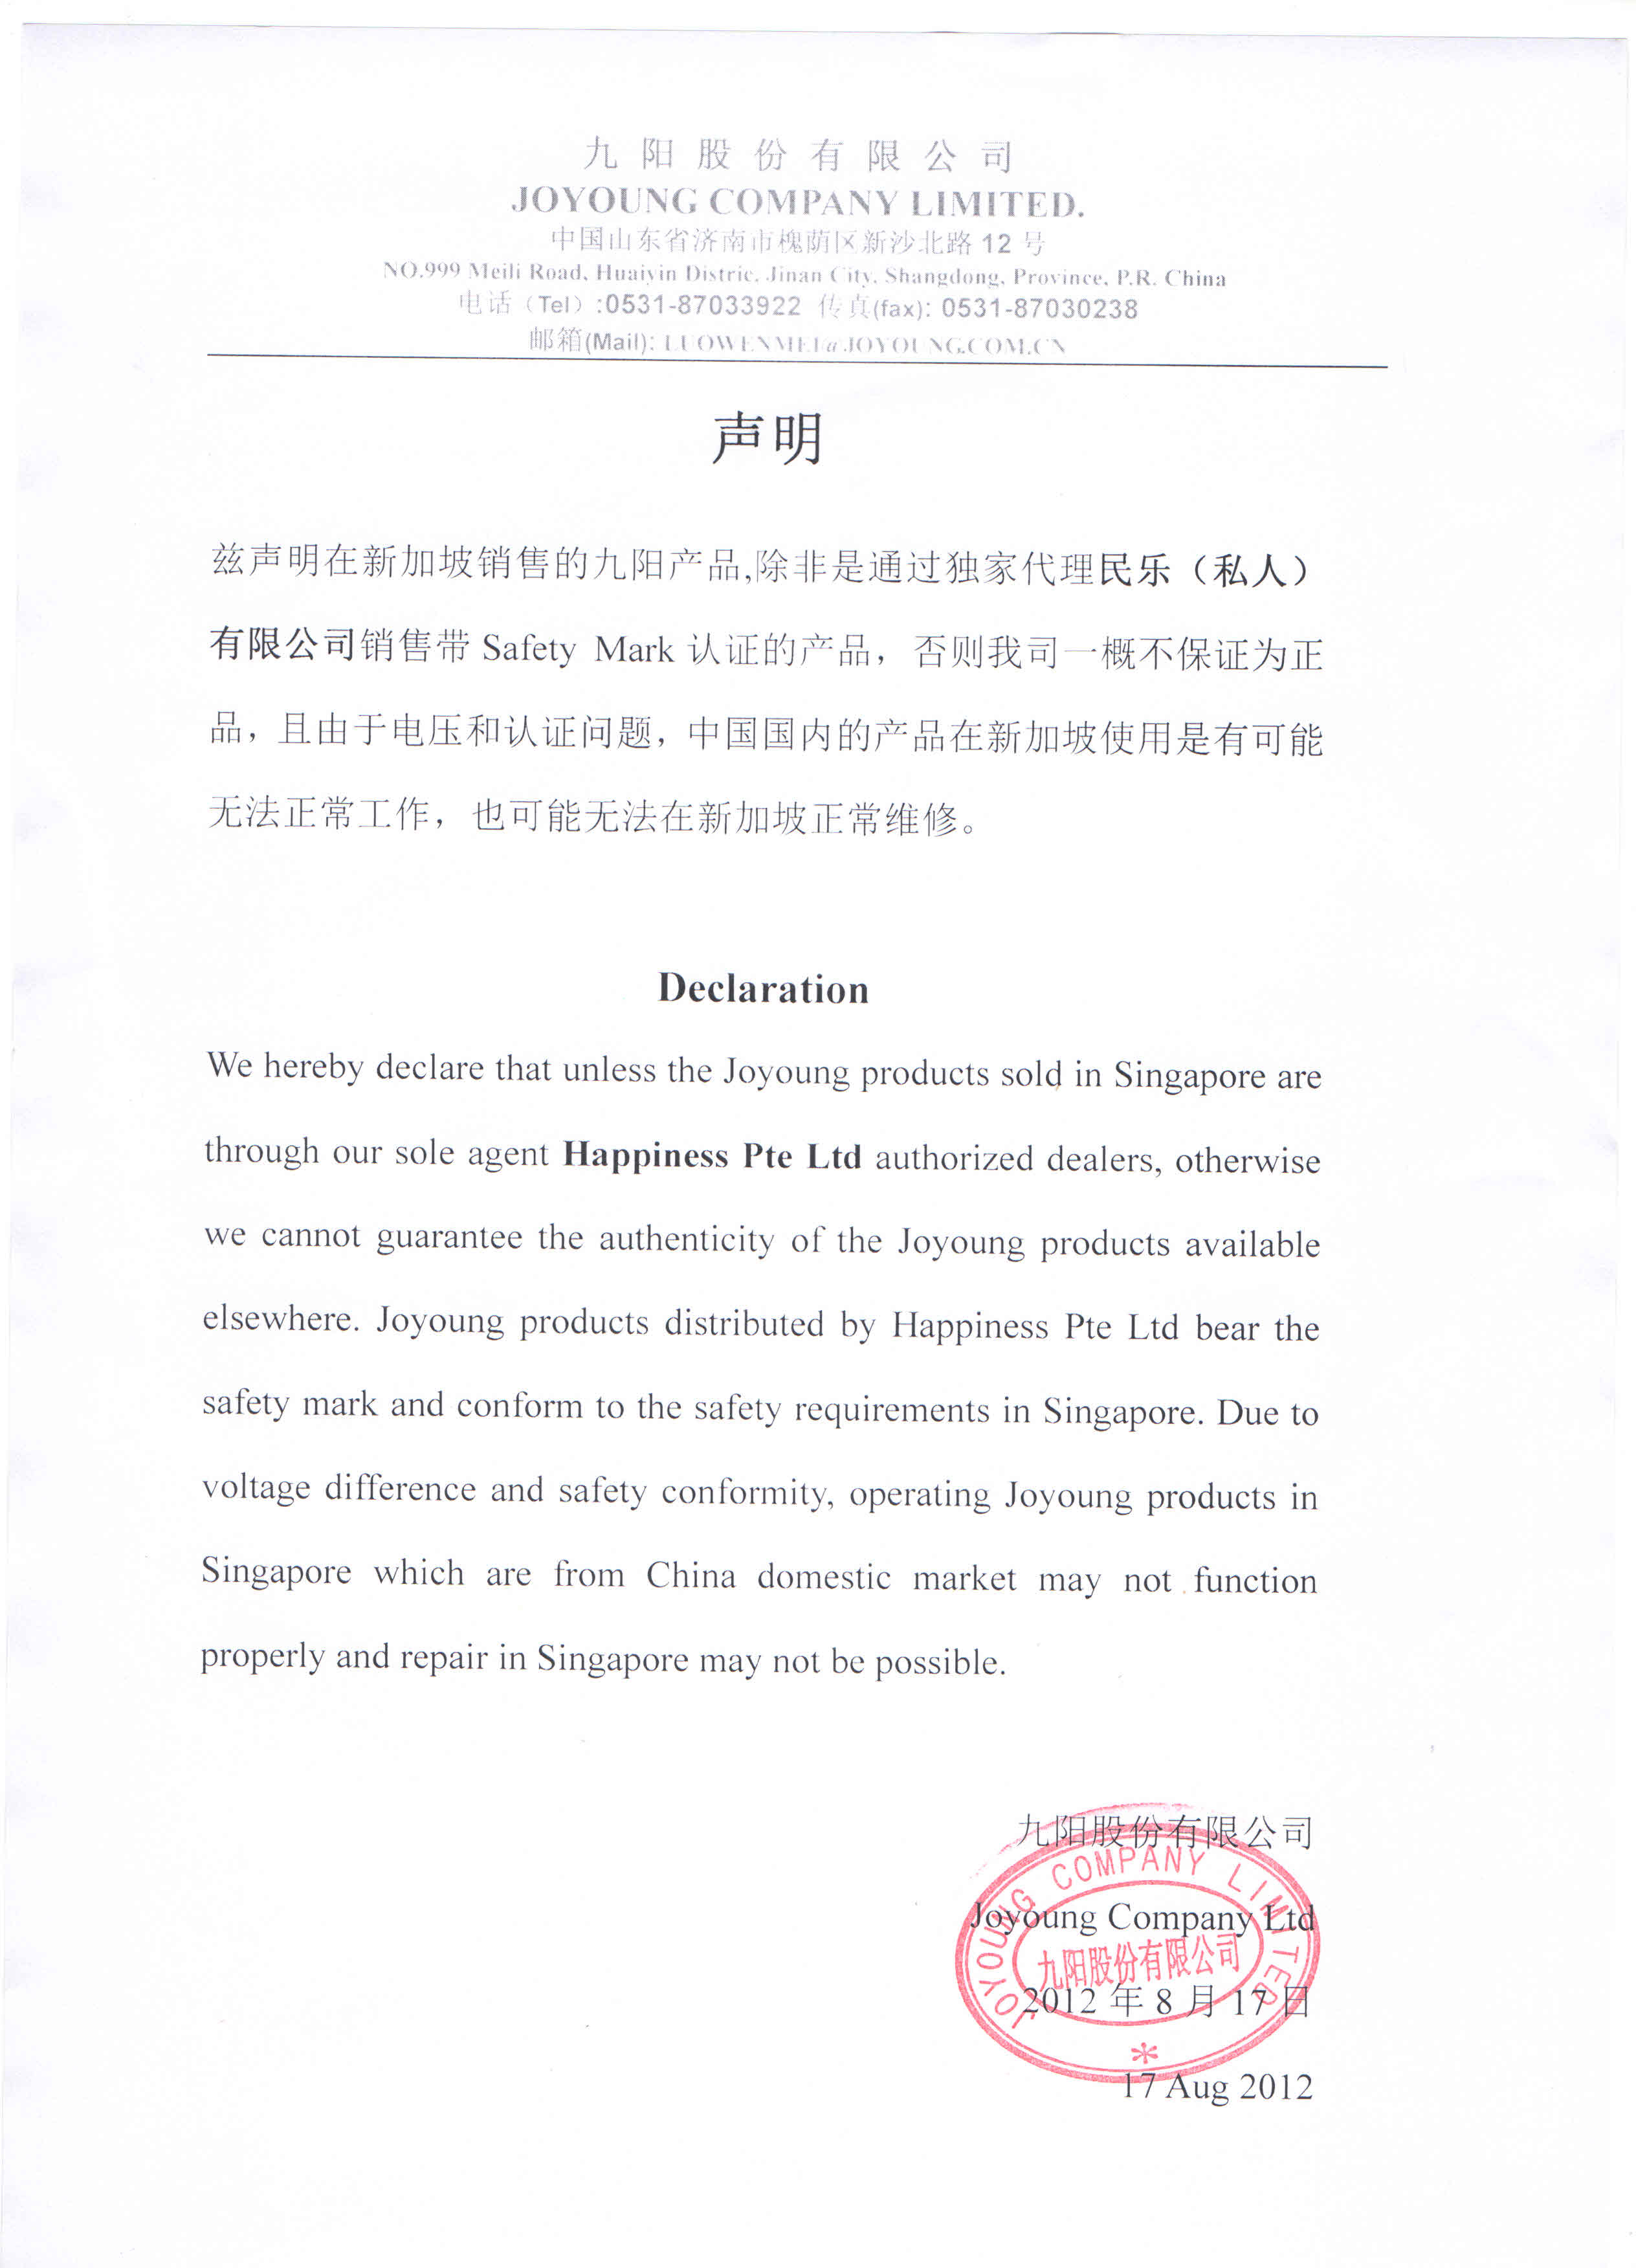 九阳股份有限公司
JOYOUNG COMPANY LIMITED.
中国山东省济南市槐荫区新沙北路 12 号
NO.999 Meili Road, Huaiyin Distric, Jinan City, Shangdong, Province, P.R. China
电话（Tel）:0531-87033922 传真(fax): 0531-87030238
邮箱(Mail): LUOWENMEI@JOYOUNG.COM.CN
声明
兹声明在新加坡销售的九阳产品,除非是通过独家代理民乐（私人）
有限公司销售带 Safety Mark 认证的产品，否则我司一概不保证为正
品，且由于电压和认证问题，中国国内的产品在新加坡使用是有可能
无法正常工作，也可能无法在新加坡正常维修。
Declaration
We hereby declare that unless the Joyoung products sold in Singapore are
through our sole agent Happiness Pte Ltd authorized dealers, otherwise
we cannot guarantee the authenticity of the Joyoung products available
elsewhere. Joyoung products distributed by Happiness Pte Ltd bear the
safety mark and conform to the safety requirements in Singapore. Due to
voltage difference and safety conformity, operating Joyoung products in
Singapore which are from China domestic market may not function
properly and repair in Singapore may not be possible.
九阳股份有限公司
JOYOUNG COMPANY LIMITED
Joyoung Company Ltd
九阳股份有限公司
2012 年 8 月 17 日
*
17 Aug 2012